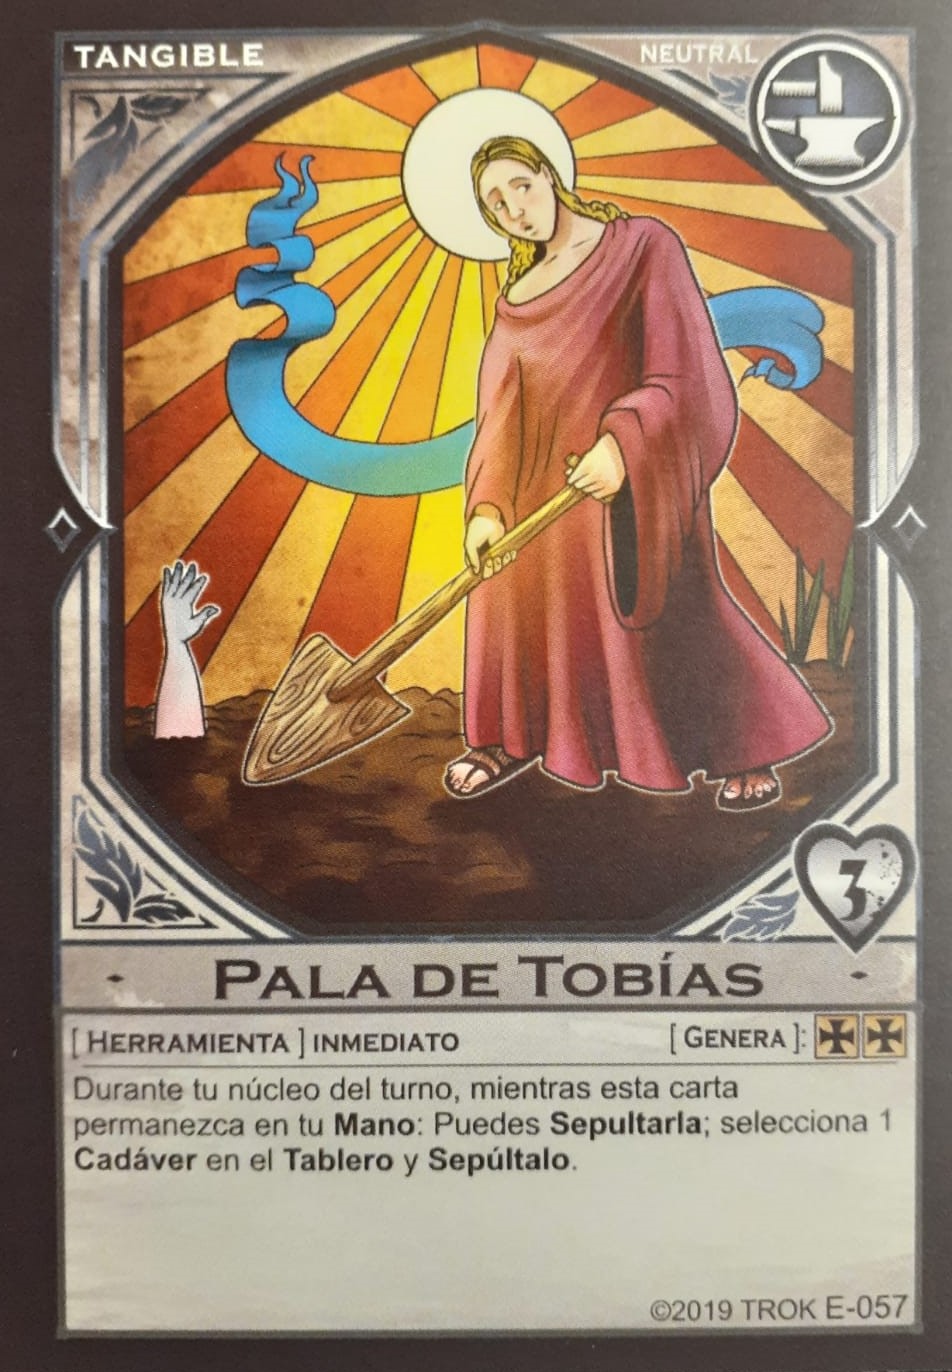 TANGIBLE
NEUTRAL
3
PALA DE TOBÍAS
[ HERRAMIENTA ] INMEDIATO [ GENERA ]:
Durante tu núcleo del turno, mientras esta carta
permanezca en tu Mano: Puedes Sepultarla; selecciona 1
Cadáver en el Tablero y Sepúltalo.
©2019 TROK E-057